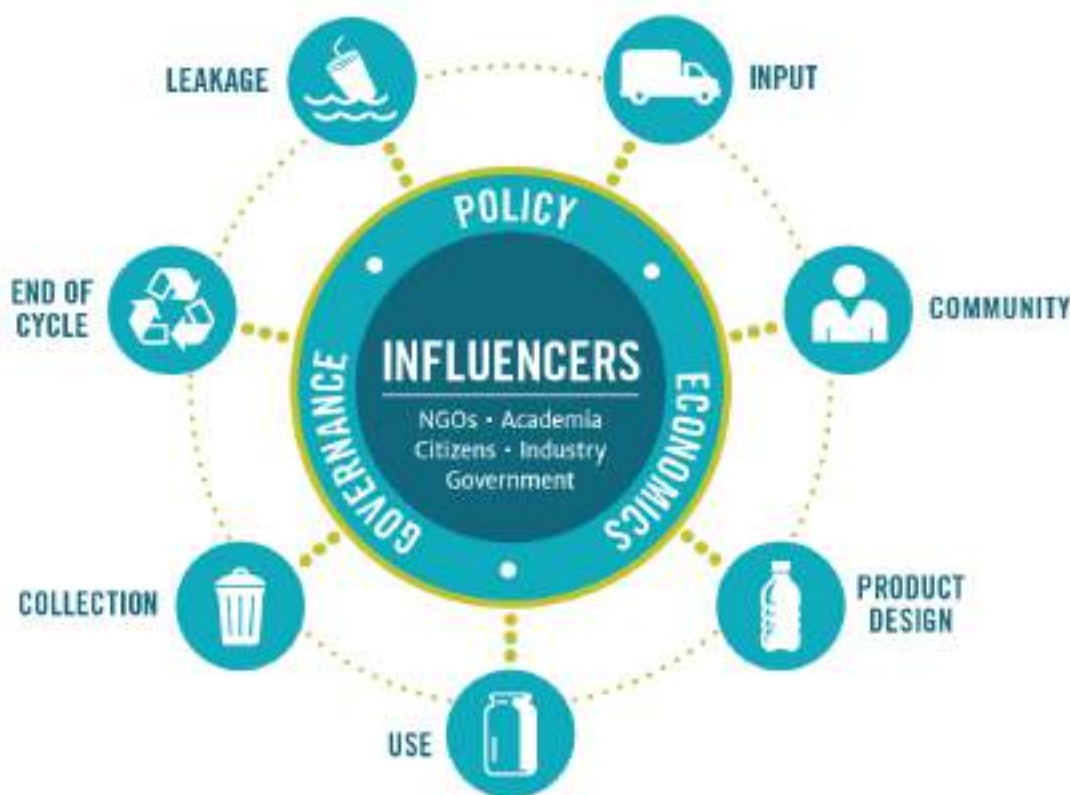 LEAKAGE
INPUT
POLICY
END OF
CYCLE
COMMUNITY
GOVERNANCE
INFLUENCERS
NGOs • Academia
Citizens • Industry
Government
ECONOMICS
COLLECTION
PRODUCT
DESIGN
USE